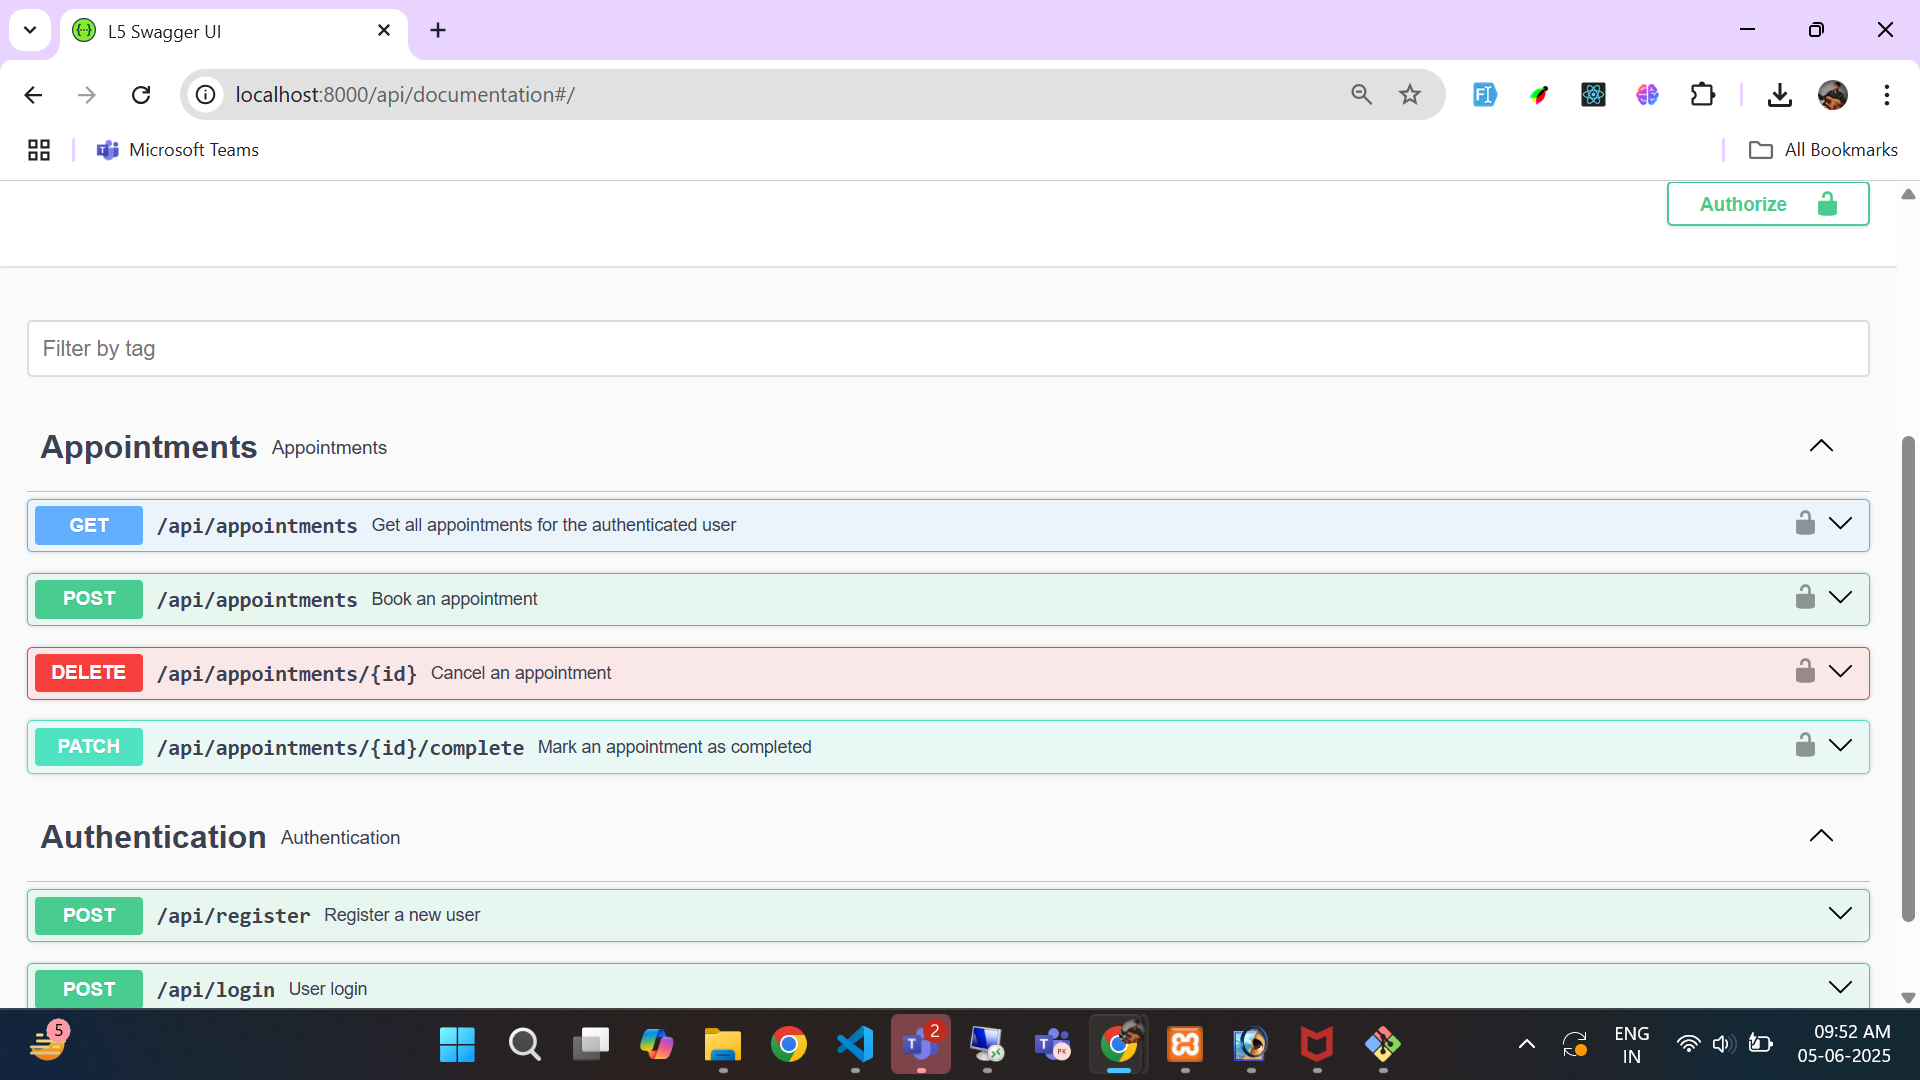 L5 Swagger UI
localhost:8000/api/documentation#/
Microsoft Teams
All Bookmarks
Authorize
Filter by tag
Appointments Appointments
GET /api/appointments Get all appointments for the authenticated user
POST /api/appointments Book an appointment
DELETE /api/appointments/{id} Cancel an appointment
PATCH /api/appointments/{id}/complete Mark an appointment as completed
Authentication Authentication
POST /api/register Register a new user
POST /api/login User login
5
2
ENG
IN
09:52 AM
05-06-2025